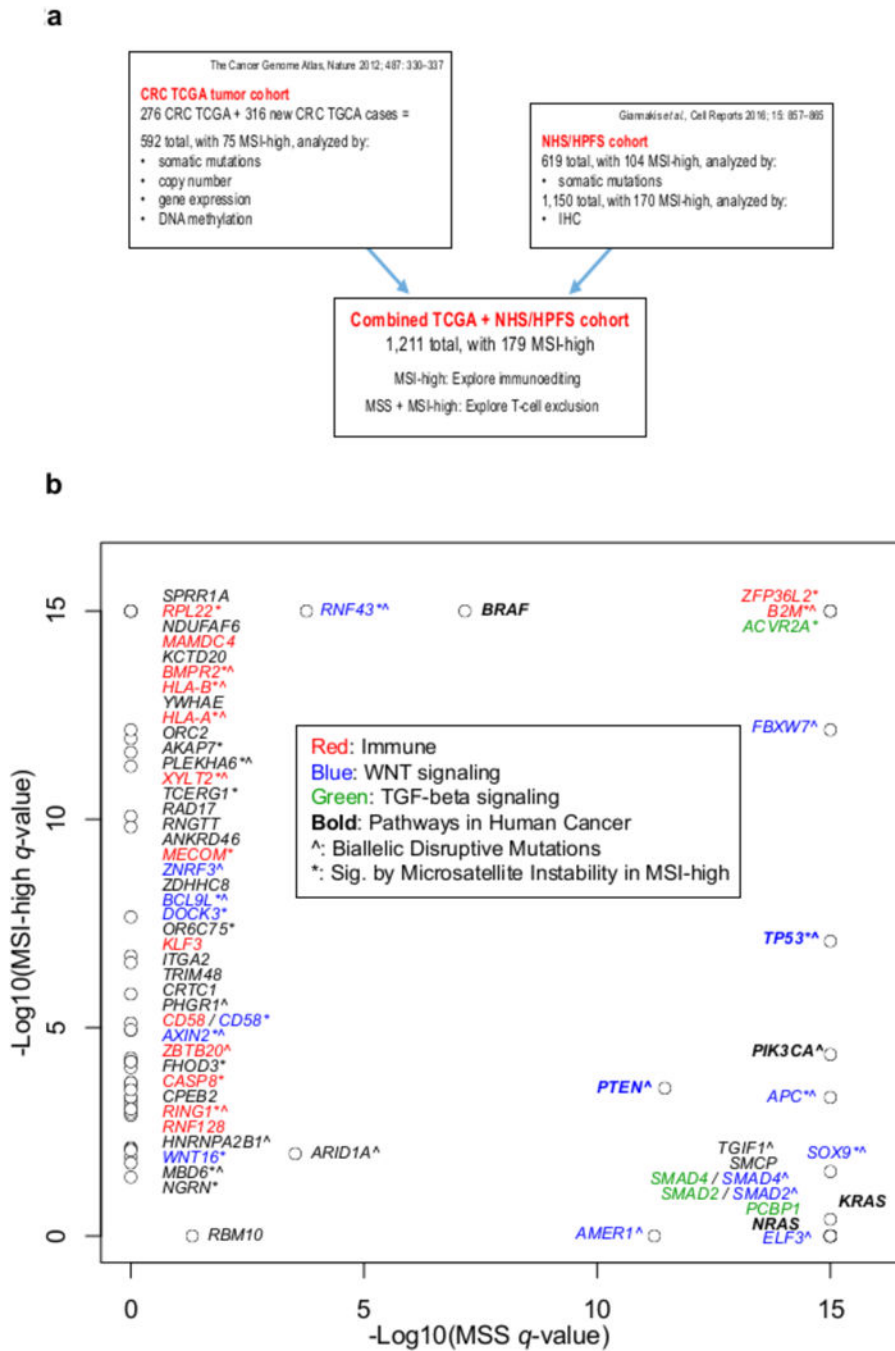 a
The Cancer Genome Atlas, Nature 2012; 487: 330–337
CRC TCGA tumor cohort
276 CRC TCGA + 316 new CRC TGCA cases =
592 total, with 75 MSI-high, analyzed by:
• somatic mutations
• copy number
• gene expression
• DNA methylation
Giannakis et al., Cell Reports 2016; 15: 857–865
NHS/HPFS cohort
619 total, with 104 MSI-high, analyzed by:
• somatic mutations
1,150 total, with 170 MSI-high, analyzed by:
• IHC
Combined TCGA + NHS/HPFS cohort
1,211 total, with 179 MSI-high
MSI-high: Explore immunoediting
MSS + MSI-high: Explore T-cell exclusion
b
-Log10(MSI-high q-value)
15
10
5
0
SPRR1A
RPL22*
NDUFAF6
MAMDC4
KCTD20
BMPR2*^
HLA-B*^
YWHAE
HLA-A*^
ORC2
AKAP7*
PLEKHA6*^
XYLT2*^
TCERG1*
RAD17
RNGTT
ANKRD46
MECOM*
ZNRF3^
ZDHHC8
BCL9L*^
DOCK3*
OR6C75*
KLF3
ITGA2
TRIM48
CRTC1
PHGR1^
CD58 / CD58*
AXIN2*^
ZBTB20^
FHOD3*
CASP8*
CPEB2
RING1*^
RNF128
HNRNPA2B1^
WNT16*
MBD6*^
NGRN*
RNF43*^
BRAF
ZFP36L2*
B2M*^
ACVR2A*
FBXW7^
Red: Immune
Blue: WNT signaling
Green: TGF-beta signaling
Bold: Pathways in Human Cancer
^: Biallelic Disruptive Mutations
*: Sig. by Microsatellite Instability in MSI-high
TP53*^
PIK3CA^
PTEN^
APC*^
ARID1A^
TGIF1^
SOX9*^
SMCP
SMAD4 / SMAD4^
SMAD2 / SMAD2^
PCBP1
KRAS
NRAS
RBM10
AMER1^
ELF3^
0
5
10
15
-Log10(MSS q-value)